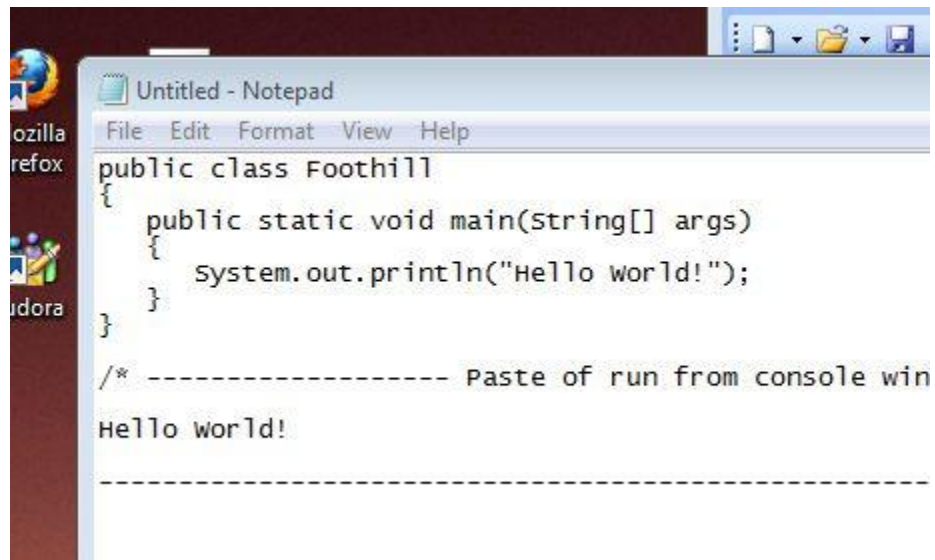 ozilla
refox
udora
Untitled - Notepad
File Edit Format View Help
public class Foothill
{
   public static void main(String[] args)
   {
      System.out.println("Hello World!");
   }
}
/* ------------------- Paste of run from console win
Hello World!
----------------------------------------------------